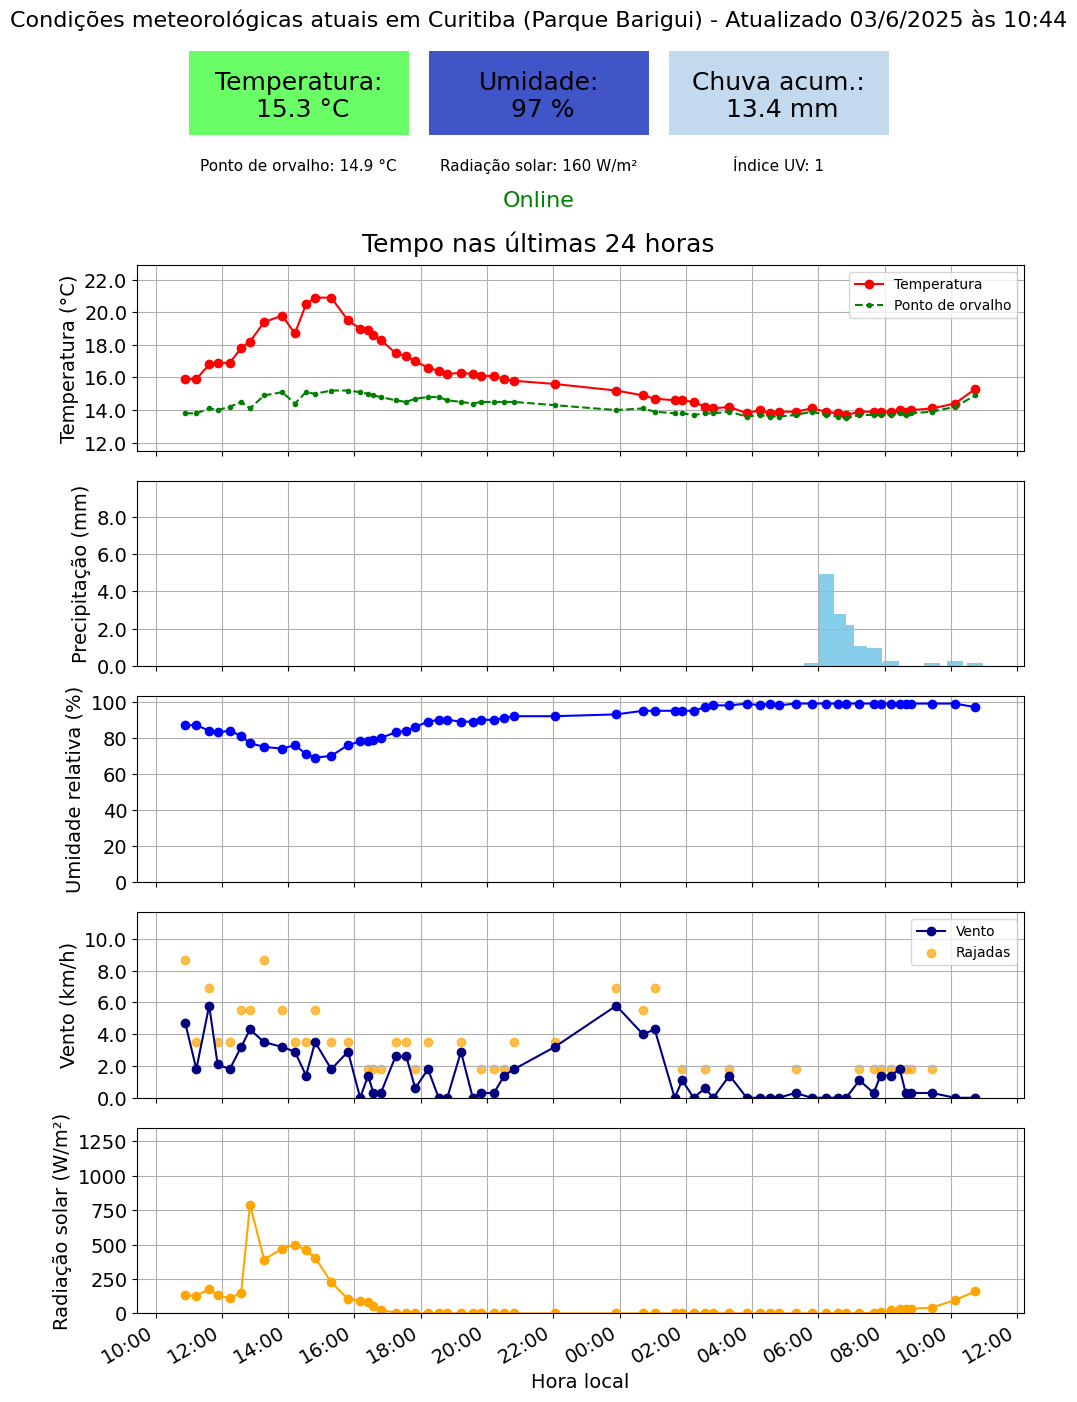 Condições meteorológicas atuais em Curitiba (Parque Barigui) - Atualizado 03/6/2025 às 10:44
Temperatura:
15.3 °C
Umidade:
97 %
Chuva acum.:
13.4 mm
Ponto de orvalho: 14.9 °C
Radiação solar: 160 W/m²
Índice UV: 1
Online
Tempo nas últimas 24 horas
Temperatura (°C)
22.0
20.0
18.0
16.0
14.0
12.0
Temperatura
Ponto de orvalho
Precipitação (mm)
8.0
6.0
4.0
2.0
0.0
Umidade relativa (%)
100
80
60
40
20
0
Vento (km/h)
10.0
8.0
6.0
4.0
2.0
0.0
Vento
Rajadas
Radiação solar (W/m²)
1250
1000
750
500
250
0
10:00
12:00
14:00
16:00
18:00
20:00
22:00
00:00
02:00
04:00
06:00
08:00
10:00
12:00
Hora local